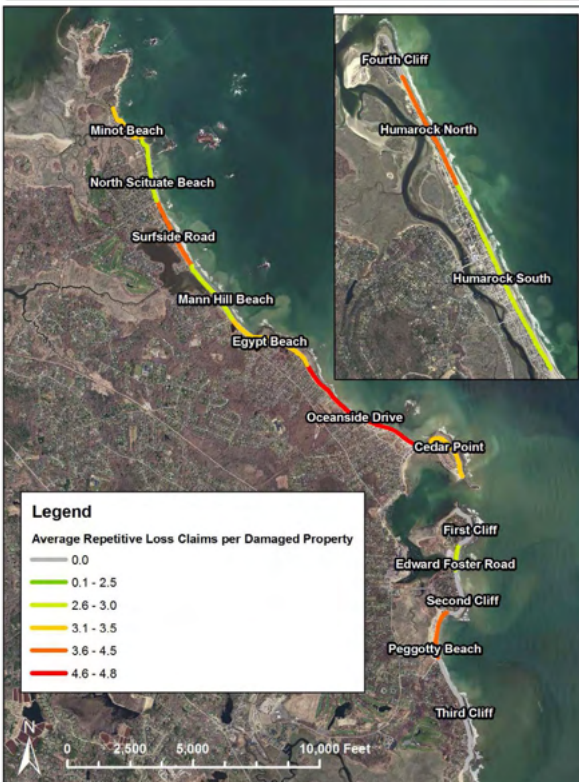 Minot Beach
North Scituate Beach
Surfside Road
Mann Hill Beach
Egypt Beach
Oceanside Drive
Cedar Point
First Cliff
Edward Foster Road
Second Cliff
Peggotty Beach
Third Cliff
Fourth Cliff
Humarock North
Humarock South
Legend
Average Repetitive Loss Claims per Damaged Property
0.0
0.1 - 2.5
2.6 - 3.0
3.1 - 3.5
3.6 - 4.5
4.6 - 4.8
N
0 2,500 5,000 10,000 Feet